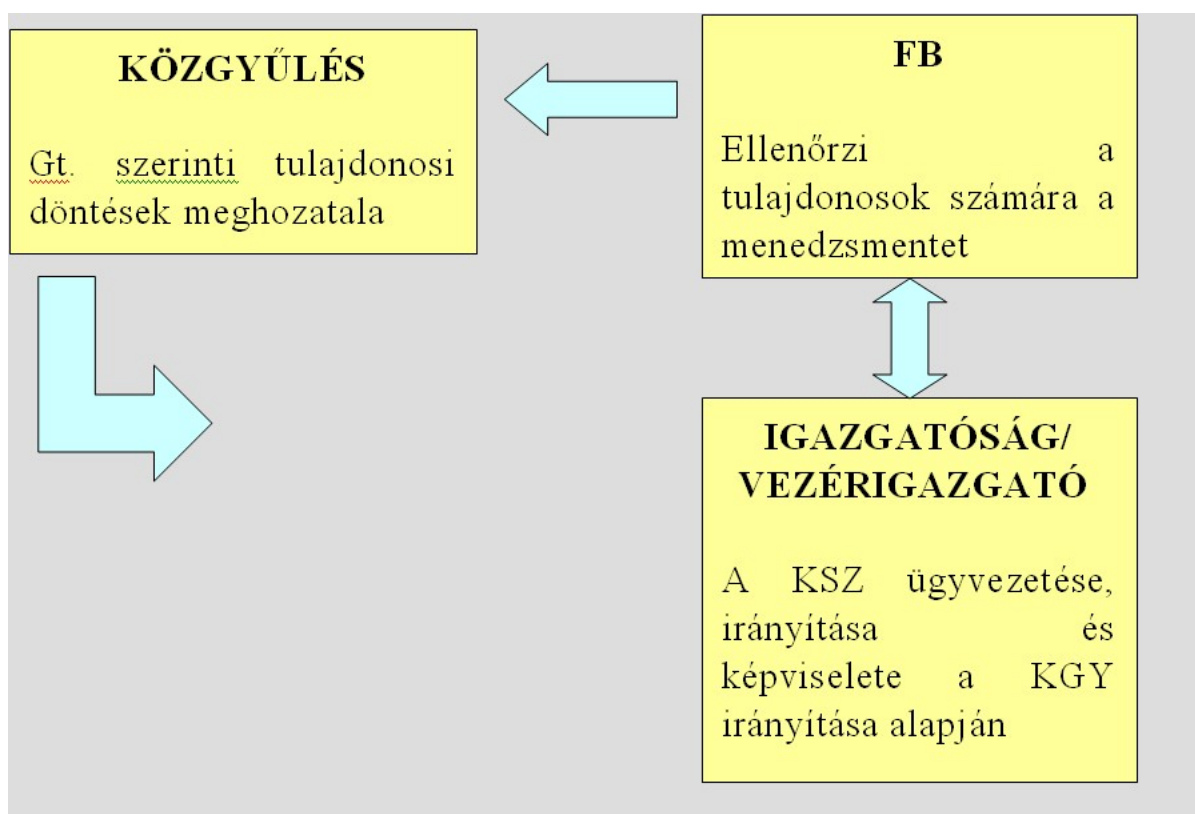 KÖZGYŰLÉS
Gt. szerinti tulajdonosi
döntések meghozatala
FB
Ellenőrzi a
tulajdonosok számára a
menedzsmentet
IGAZGATÓSÁG/
VEZÉRIGAZGATÓ
A KSZ ügyvezetése,
irányítása és
képviselete a KGY
irányítása alapján